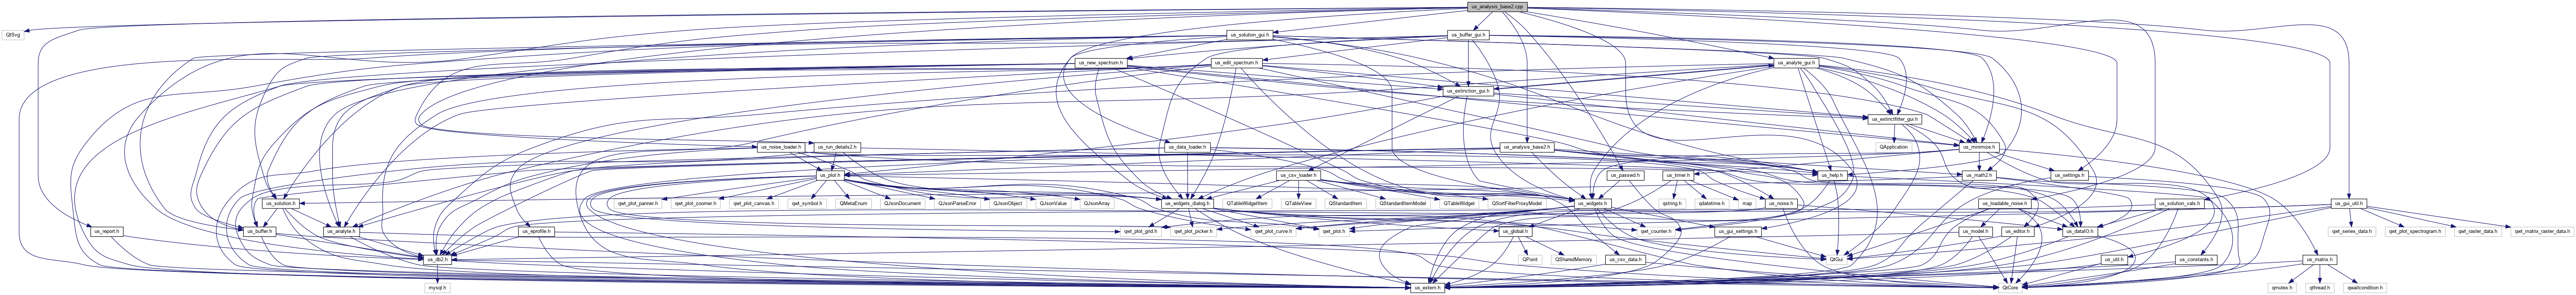 us_analysis_base2.cpp
QtSvg
us_solution_gui.h
us_buffer_gui.h
us_new_spectrum.h
us_edit_spectrum.h
us_analyte_gui.h
us_extinction_gui.h
us_extinctfitter_gui.h
us_noise_loader.h
us_run_details2.h
us_data_loader.h
us_analysis_base2.h
QApplication
us_minimize.h
us_plot.h
us_csv_loader.h
us_passwd.h
us_timer.h
us_help.h
us_math2.h
us_settings.h
us_solution.h
qwt_plot_panner.h
qwt_plot_zoomer.h
qwt_plot_canvas.h
qwt_symbol.h
QMetaEnum
QJsonDocument
QJsonParseError
QJsonObject
QJsonValue
QJsonArray
us_widgets_dialog.h
QTableWidgetItem
QTableView
QStandardItem
QStandardItemModel
QTableWidget
QSortFilterProxyModel
us_widgets.h
qstring.h
qdatetime.h
map
us_noise.h
us_loadable_noise.h
us_solution_vals.h
us_gui_util.h
us_report.h
us_buffer.h
us_analyte.h
us_eprofile.h
qwt_plot_grid.h
qwt_plot_picker.h
qwt_plot_curve.h
qwt_plot.h
us_global.h
qwt_counter.h
us_gui_settings.h
us_model.h
us_editor.h
us_dataIO.h
qwt_series_data.h
qwt_plot_spectrogram.h
qwt_raster_data.h
qwt_matrix_raster_data.h
us_db2.h
QPoint
QSharedMemory
us_csv_data.h
QtGui
us_util.h
us_constants.h
us_matrix.h
mysql.h
us_extern.h
QtCore
qmutex.h
qthread.h
qwaitcondition.h